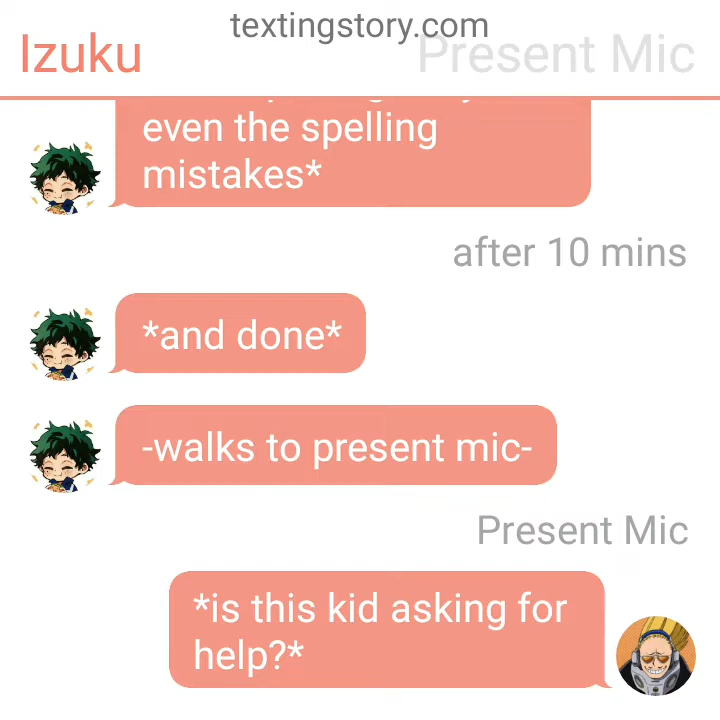 textingstory.com
Izuku
Present Mic
even the spelling
mistakes*
after 10 mins
*and done*
-walks to present mic-
Present Mic
*is this kid asking for
help?*